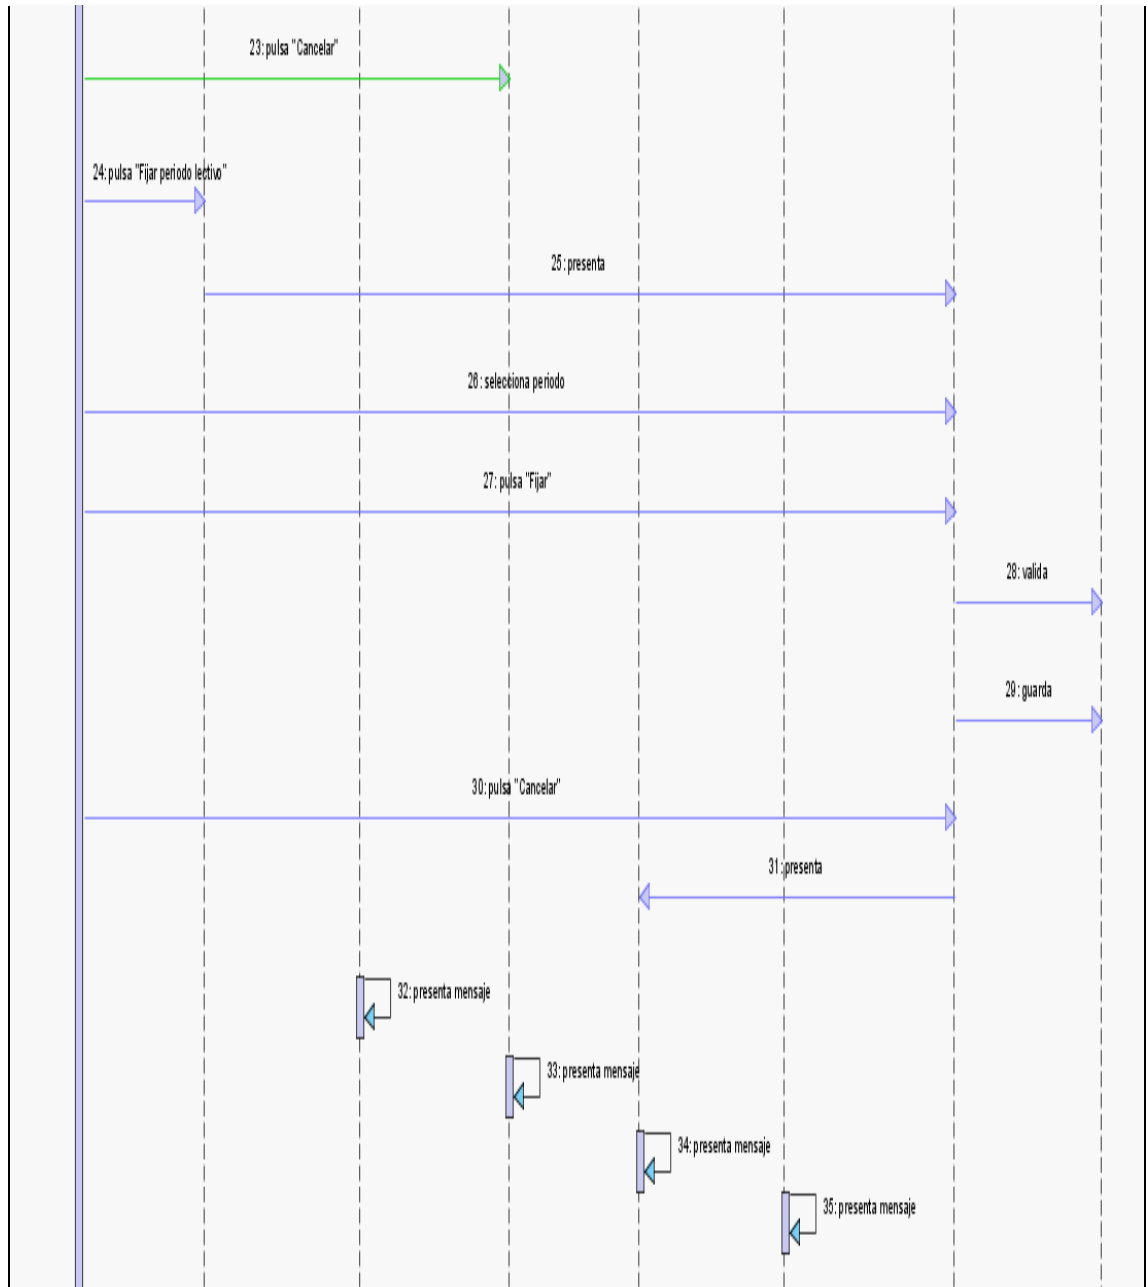 23: pulsa "Cancelar"
24: pulsa "Fijar periodo lectivo"
25: presenta
26: selecciona periodo
27: pulsa "Fijar"
28: valida
29: guarda
30: pulsa "Cancelar"
31: presenta
32: presenta mensaje
33: presenta mensaje
34: presenta mensaje
35: presenta mensaje